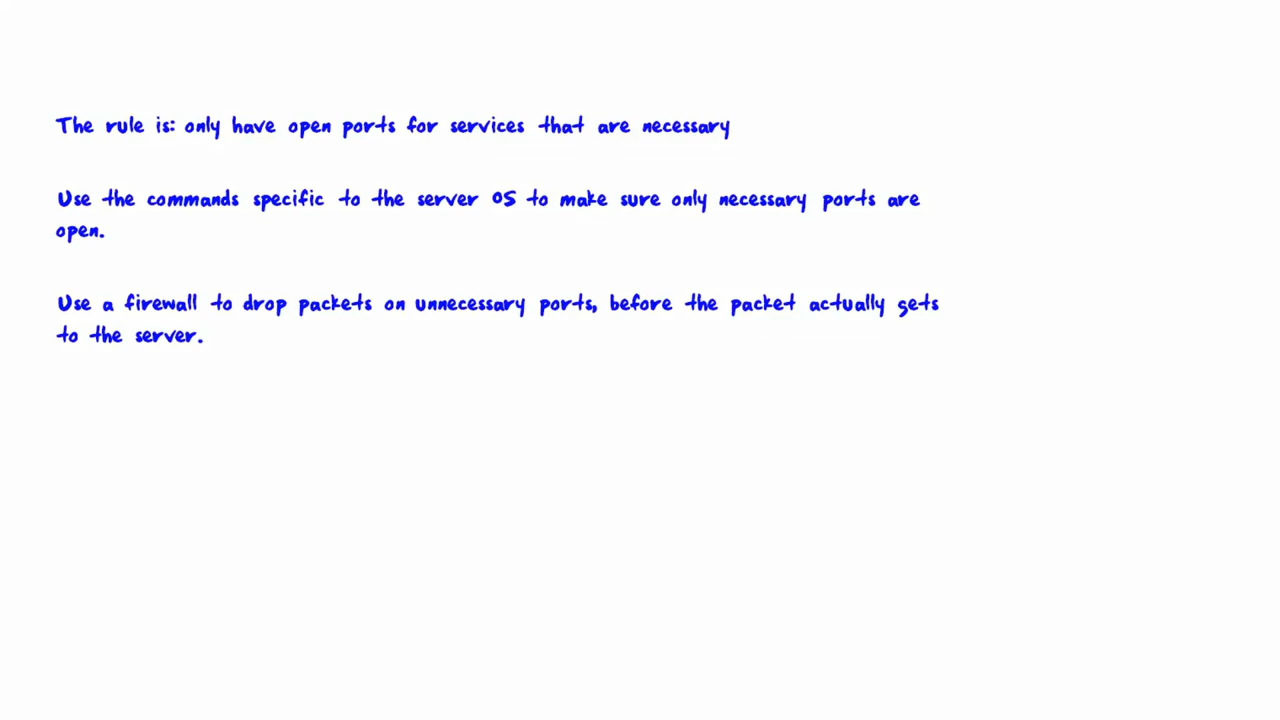 The rule is: only have open ports for services that are necessary
Use the commands specific to the server OS to make sure only necessary ports are
open.
Use a firewall to drop packets on unnecessary ports, before the packet actually gets
to the server.